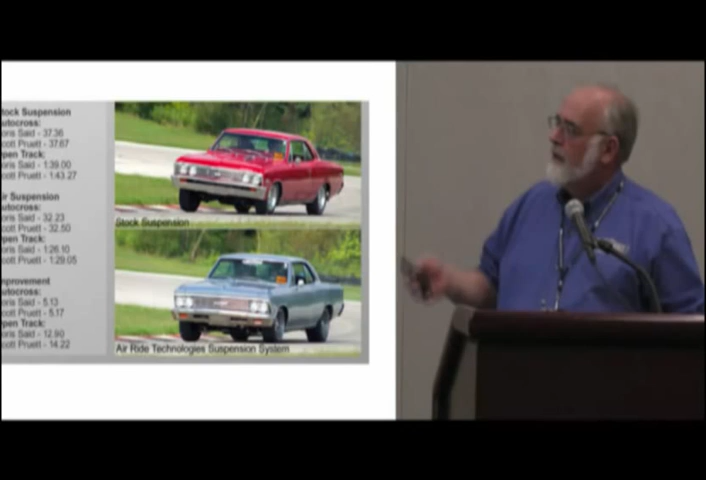 tock Suspension
utocross:
oris Said - 37.36
cott Pruett - 37.67
pen Track:
oris Said - 1:39.00
cott Pruett - 1:43.27
ir Suspension
utocross:
oris Said - 32.23
cott Pruett - 32.50
pen Track:
oris Said - 1:26.10
cott Pruett - 1:29.05
mprovement
utocross:
oris Said - 5.13
cott Pruett - 5.17
pen Track:
oris Said - 12.90
cott Pruett - 14.22
Stock Suspension
Air Ride Technologies Suspension System